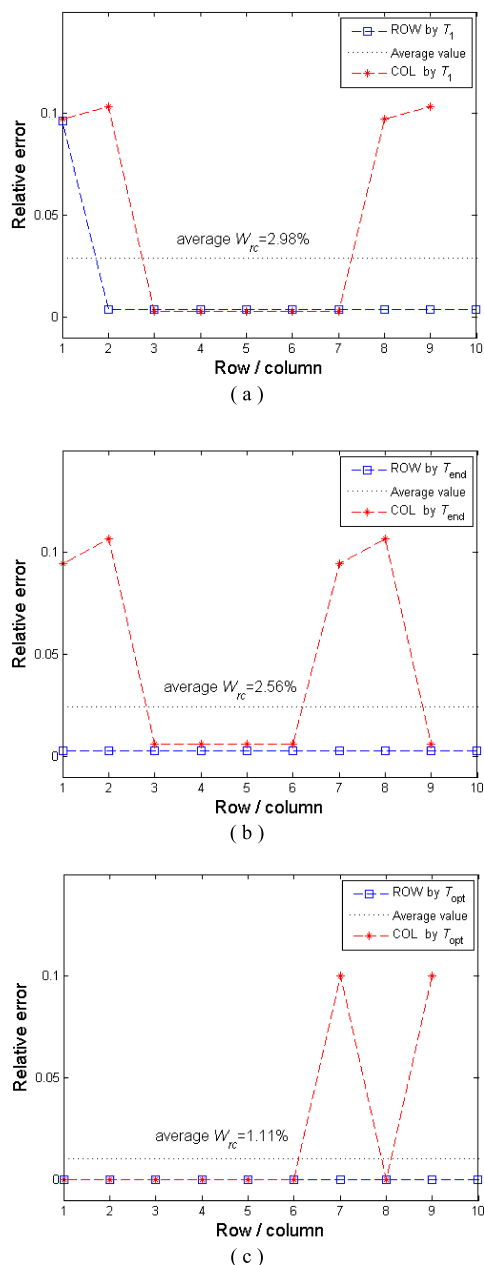 ROW by T1
Average value
COL by T1
0.1
0.05
0
Relative error
average Wrc=2.98%
1 2 3 4 5 6 7 8 9 10
Row / column
( a )
ROW by Tend
Average value
COL by Tend
0.1
0.05
0
Relative error
average Wrc=2.56%
1 2 3 4 5 6 7 8 9 10
Row / column
( b )
ROW by Topt
Average value
COL by Topt
0.1
0.05
0
Relative error
average Wrc=1.11%
1 2 3 4 5 6 7 8 9 10
Row / column
( c )